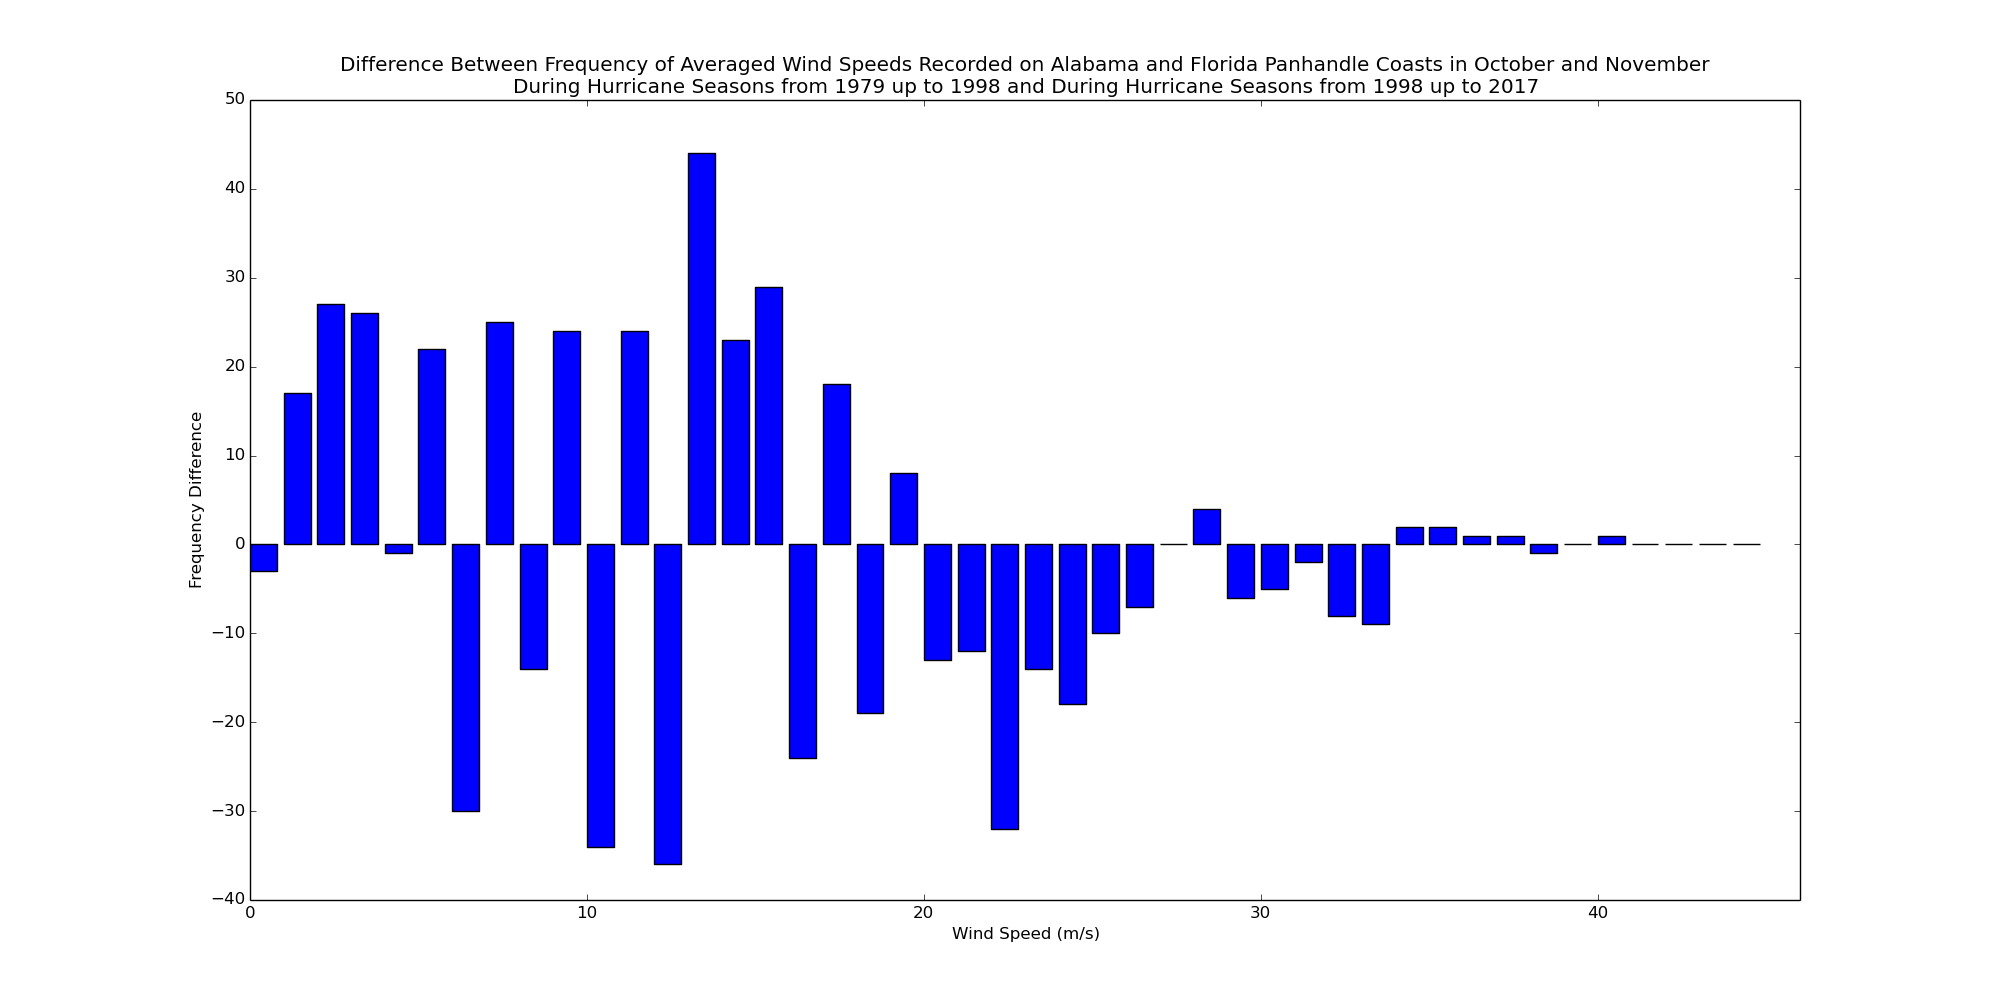 Difference Between Frequency of Averaged Wind Speeds Recorded on Alabama and Florida Panhandle Coasts in October and November
During Hurricane Seasons from 1979 up to 1998 and During Hurricane Seasons from 1998 up to 2017
50
40
30
20
10
0
−10
−20
−30
−40
Frequency Difference
0 10 20 30 40
Wind Speed (m/s)